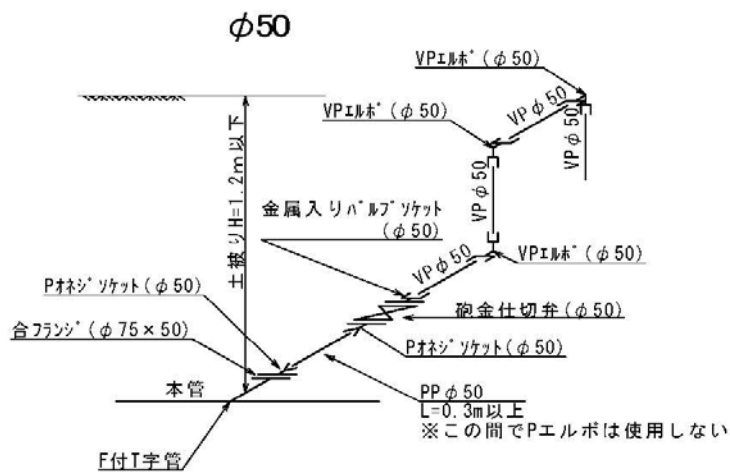 φ50
VPｴﾙﾎﾞ(φ50)
VPｴﾙﾎﾞ(φ50)
VPφ50
VPφ50
土被りH=1.2m以下
金属入りﾊﾞﾙﾌﾞｿｹｯﾄ
(φ50)
VPφ50
VPφ50
VPｴﾙﾎﾞ(φ50)
Pオネジソケット(φ50)
砲金仕切弁(φ50)
合フランジ(φ75×50)
Pオネジソケット(φ50)
本管
PPφ50
L=0.3m以上
※この間でPエルボは使用しない
F付T字管